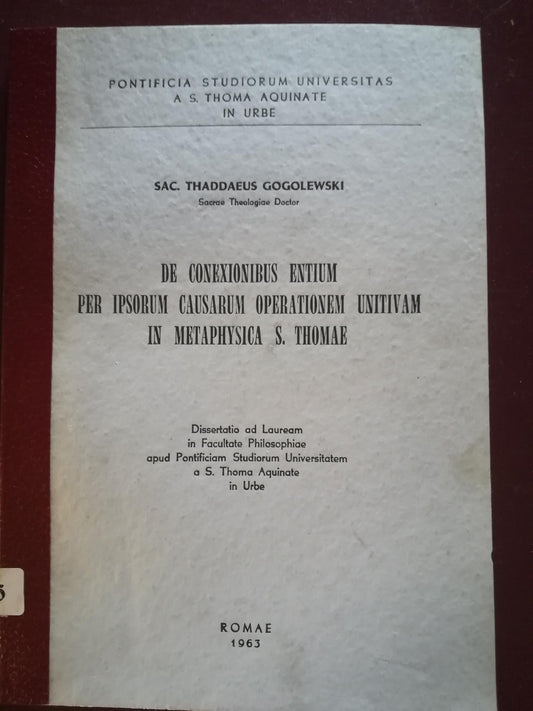 PONTIFICIA STUDIORUM UNIVERSITAS
A S. THOMA AQUINATE
IN URBE
SAC. THADDAEUS GOGOLEWSKI
Sacrae Theologiae Doctor
DE CONEXIONIBUS ENTIUM
PER IPSORUM CAUSARUM OPERATIONEM UNITIVAM
IN METAPHYSICA S. THOMAE
Dissertatio ad Lauream
in Facultate Philosophiae
apud Pontificiam Studiorum Universitatem
a S. Thoma Aquinate
in Urbe
ROMAE
1963